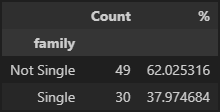 Count %
family
Not Single 49 62.025316
Single 30 37.974684